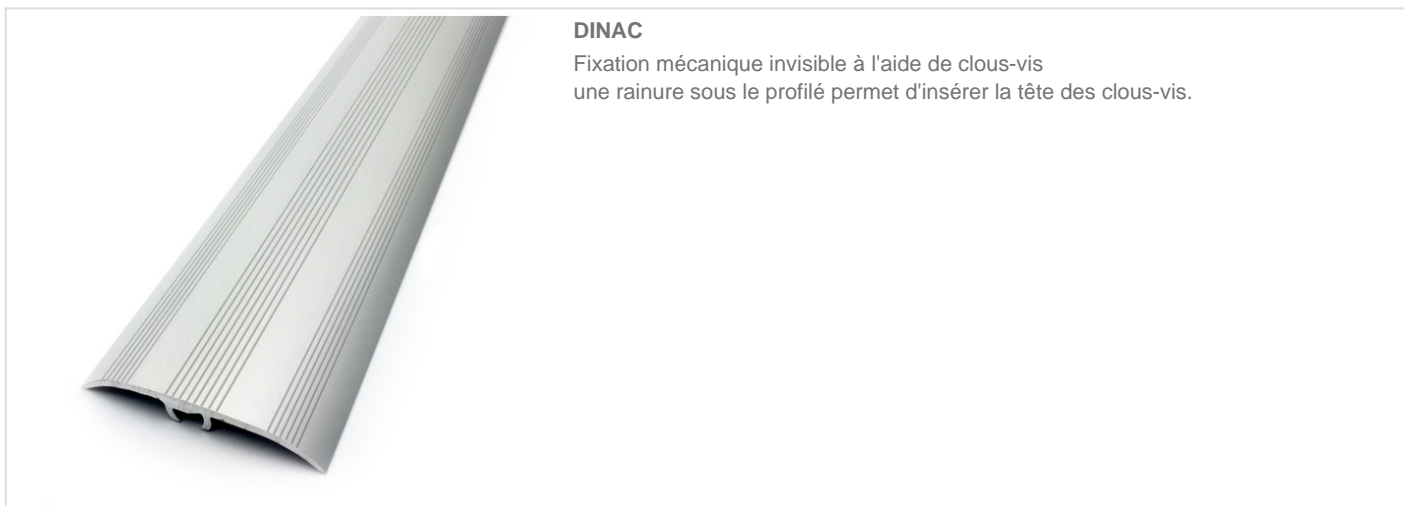 DINAC
Fixation mécanique invisible à l'aide de clous-vis
une rainure sous le profilé permet d'insérer la tête des clous-vis.